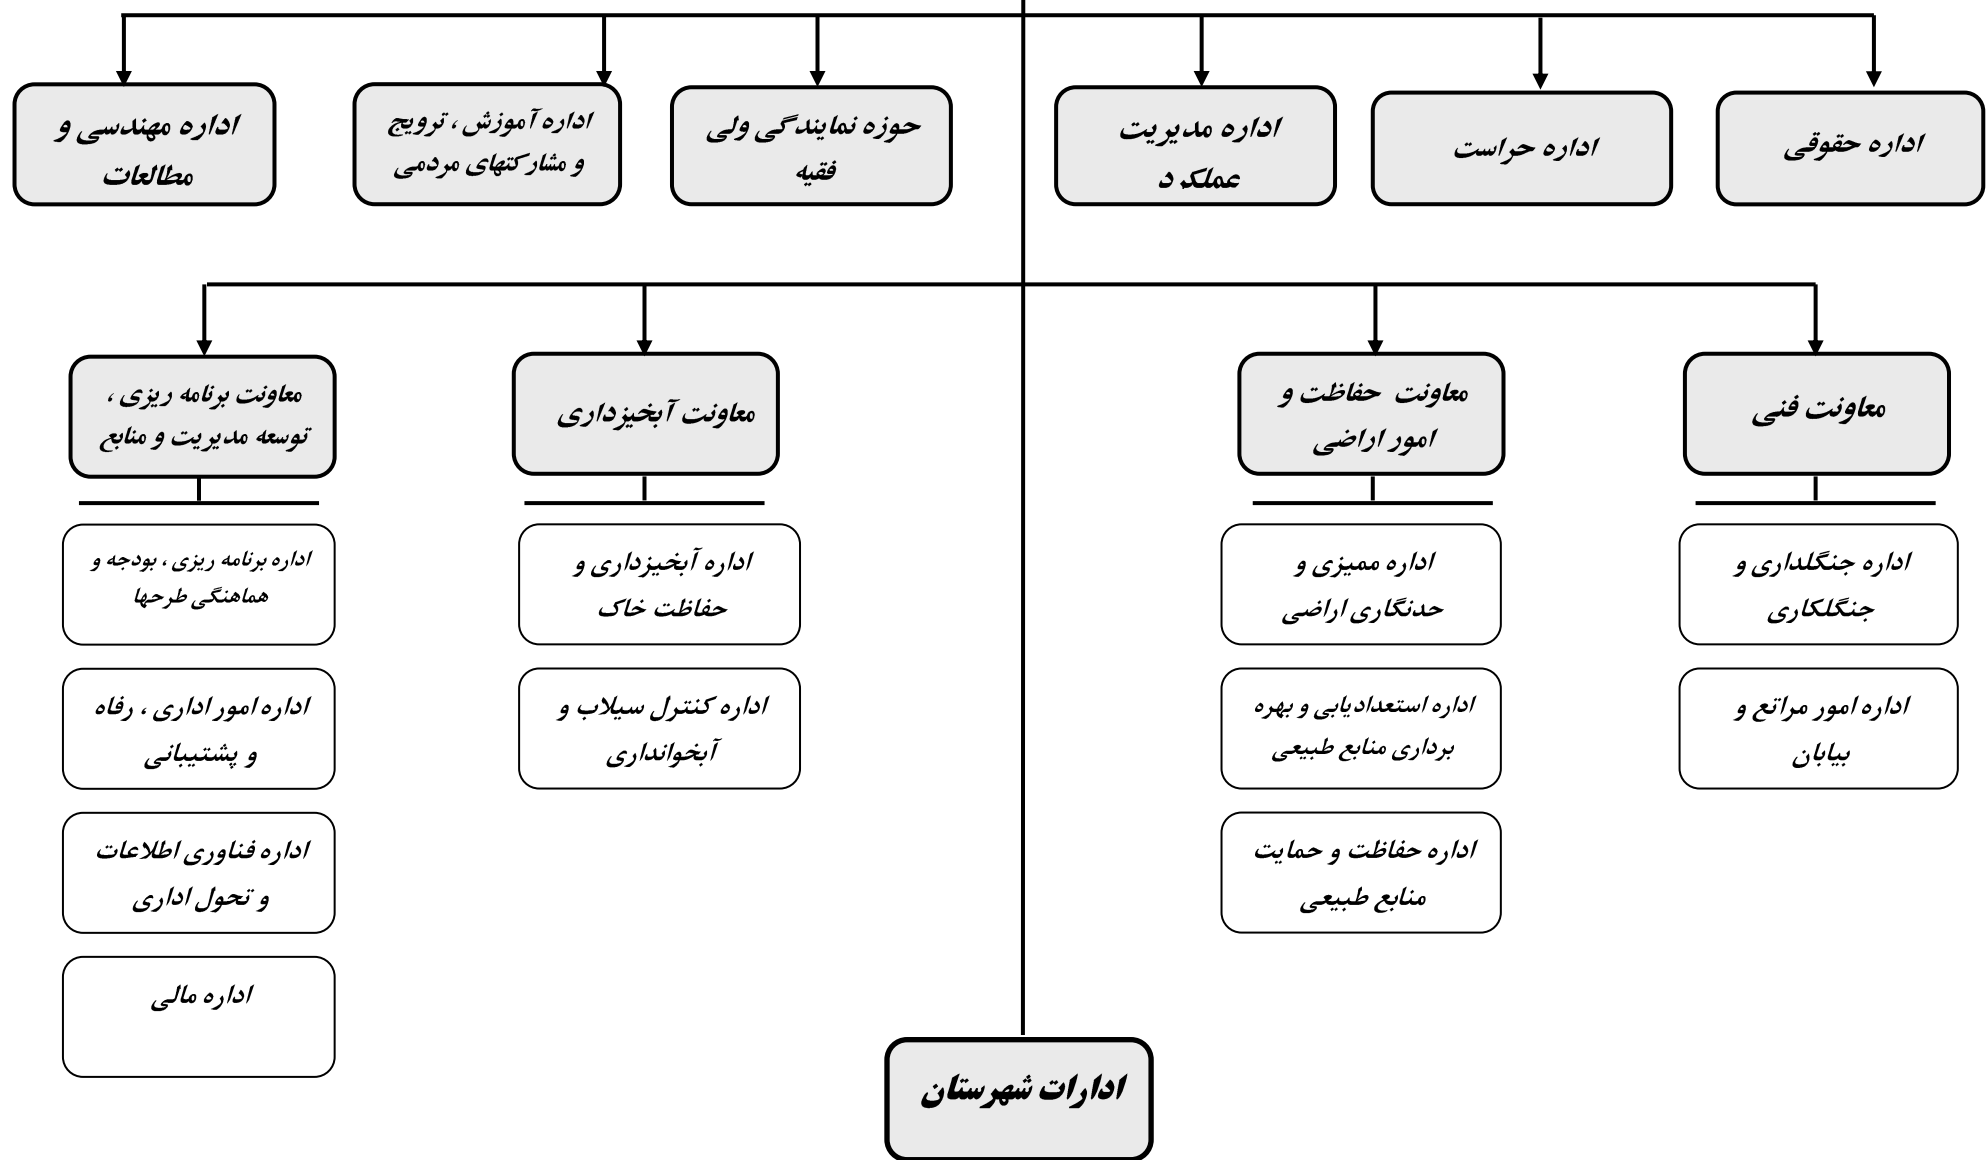 اداره حقوقی
اداره حراست
اداره مدیریت
عملکرد
حوزه نمایندگی ولی
فقیه
اداره آموزش ، ترویج
و مشارکتهای مردمی
اداره مهندسی و
مطالعات
معاونت فنی
معاونت حفاظت و
امور اراضی
معاونت آبخیزداری
معاونت برنامه ریزی ،
توسعه مدیریت و منابع
اداره جنگلداری و
جنگلکاری
اداره امور مراتع و
بیابان
اداره ممیزی و
حدنگاری اراضی
اداره استعدادیابی و بهره
برداری منابع طبیعی
اداره حفاظت و حمایت
منابع طبیعی
اداره آبخیزداری و
حفاظت خاک
اداره کنترل سیلاب و
آبخوانداری
اداره برنامه ریزی ، بودجه و
هماهنگی طرحها
اداره امور اداری ، رفاه
و پشتیبانی
اداره فناوری اطلاعات
و تحول اداری
اداره مالی
ادارات شهرستان